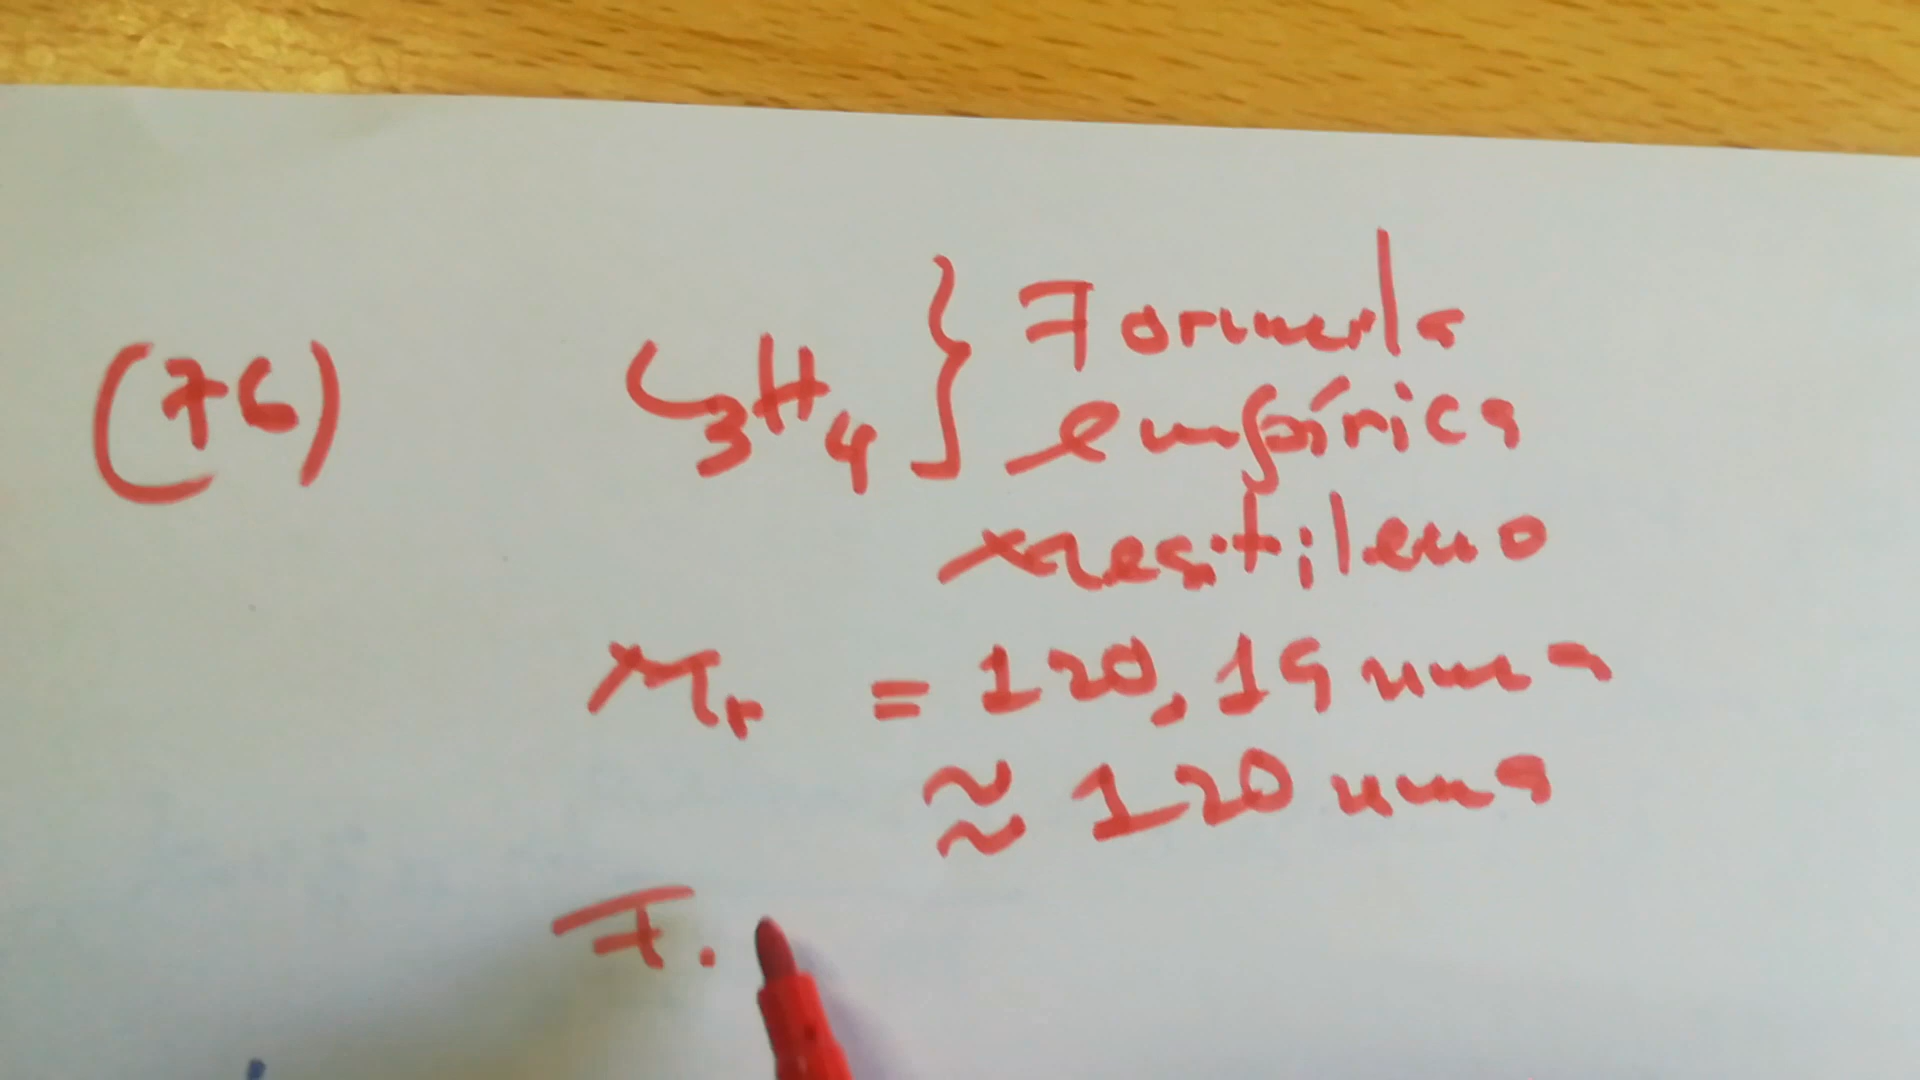 (76) C3H4 } Formula
empírica
mesitileno
Mr = 120,19 uma
≈ 120 uma
F.